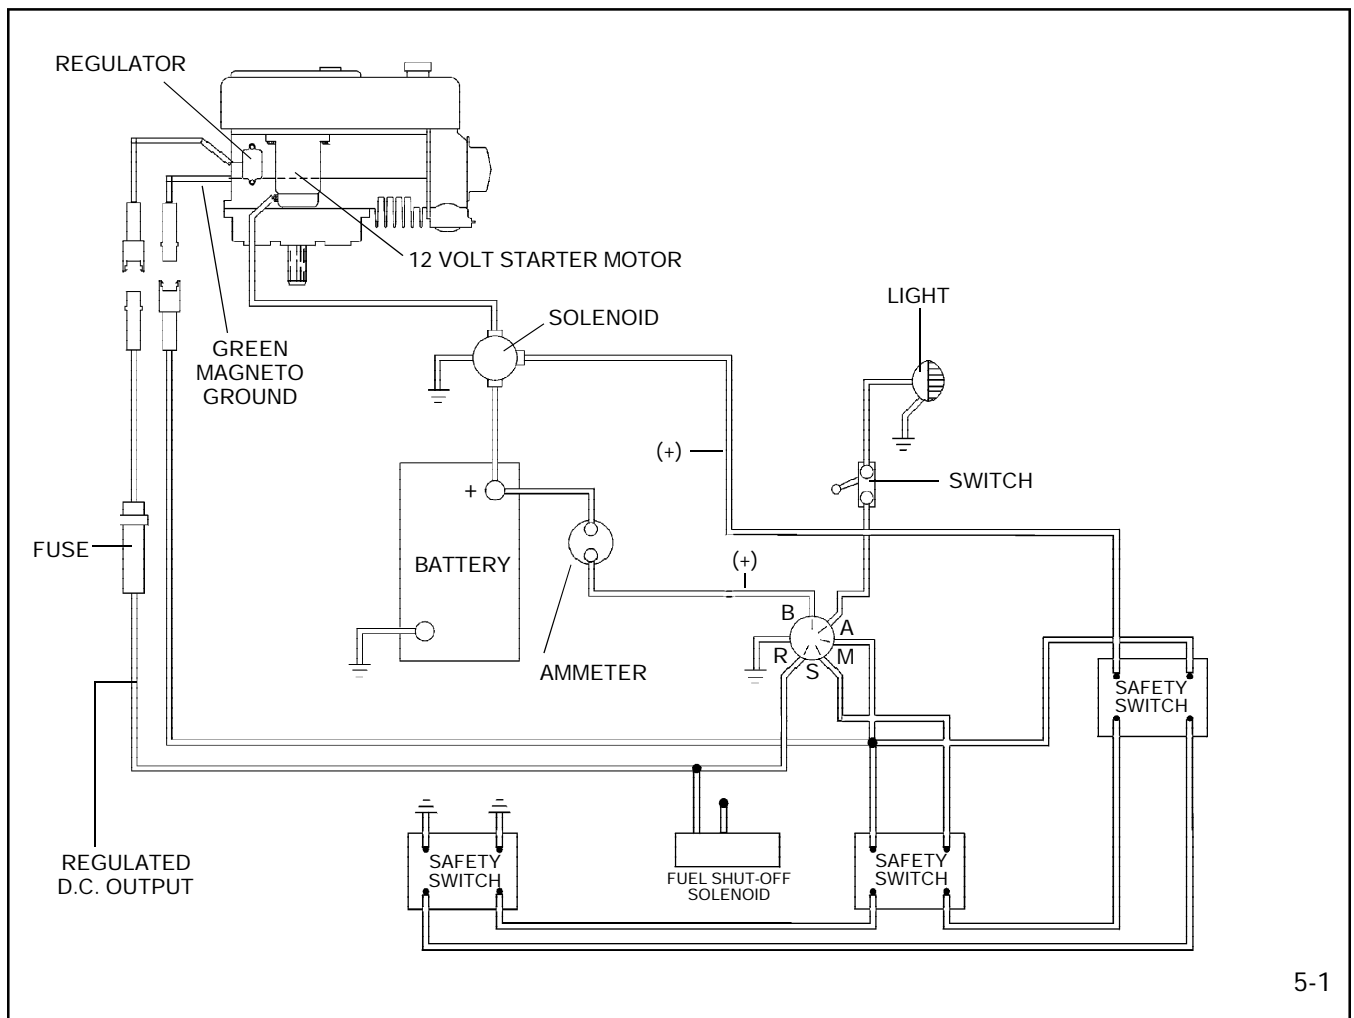 REGULATOR
12 VOLT STARTER MOTOR
LIGHT
SOLENOID
GREEN
MAGNETO
GROUND
(+)
SWITCH
+
FUSE
BATTERY
(+)
B
A
R
M
S
AMMETER
SAFETY
SWITCH
REGULATED
D.C. OUTPUT
SAFETY
SWITCH
FUEL SHUT-OFF
SOLENOID
SAFETY
SWITCH
5-1